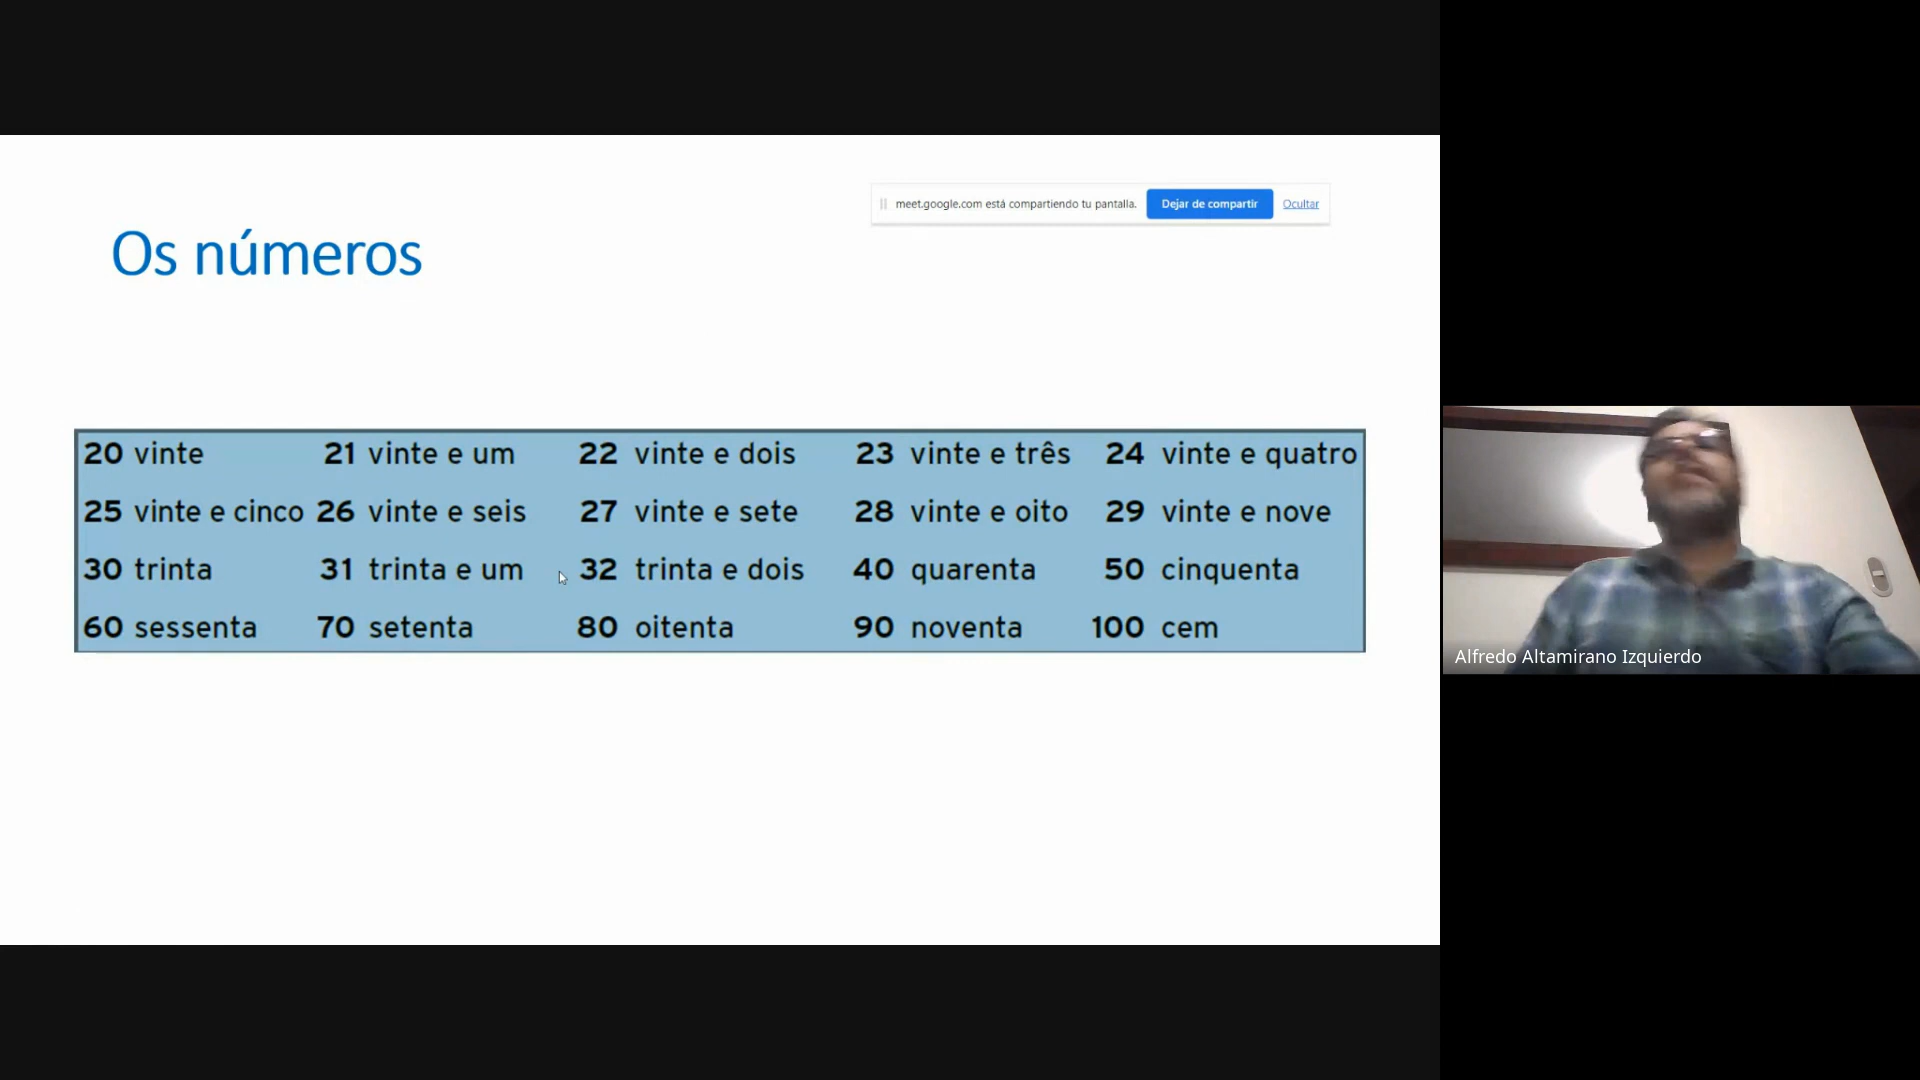 meet.google.com está compartiendo tu pantalla. Dejar de compartir Ocultar
Os números
20 vinte 21 vinte e um 22 vinte e dois 23 vinte e três 24 vinte e quatro
25 vinte e cinco 26 vinte e seis 27 vinte e sete 28 vinte e oito 29 vinte e nove
30 trinta 31 trinta e um 32 trinta e dois 40 quarenta 50 cinquenta
60 sessenta 70 setenta 80 oitenta 90 noventa 100 cem
Alfredo Altamirano Izquierdo